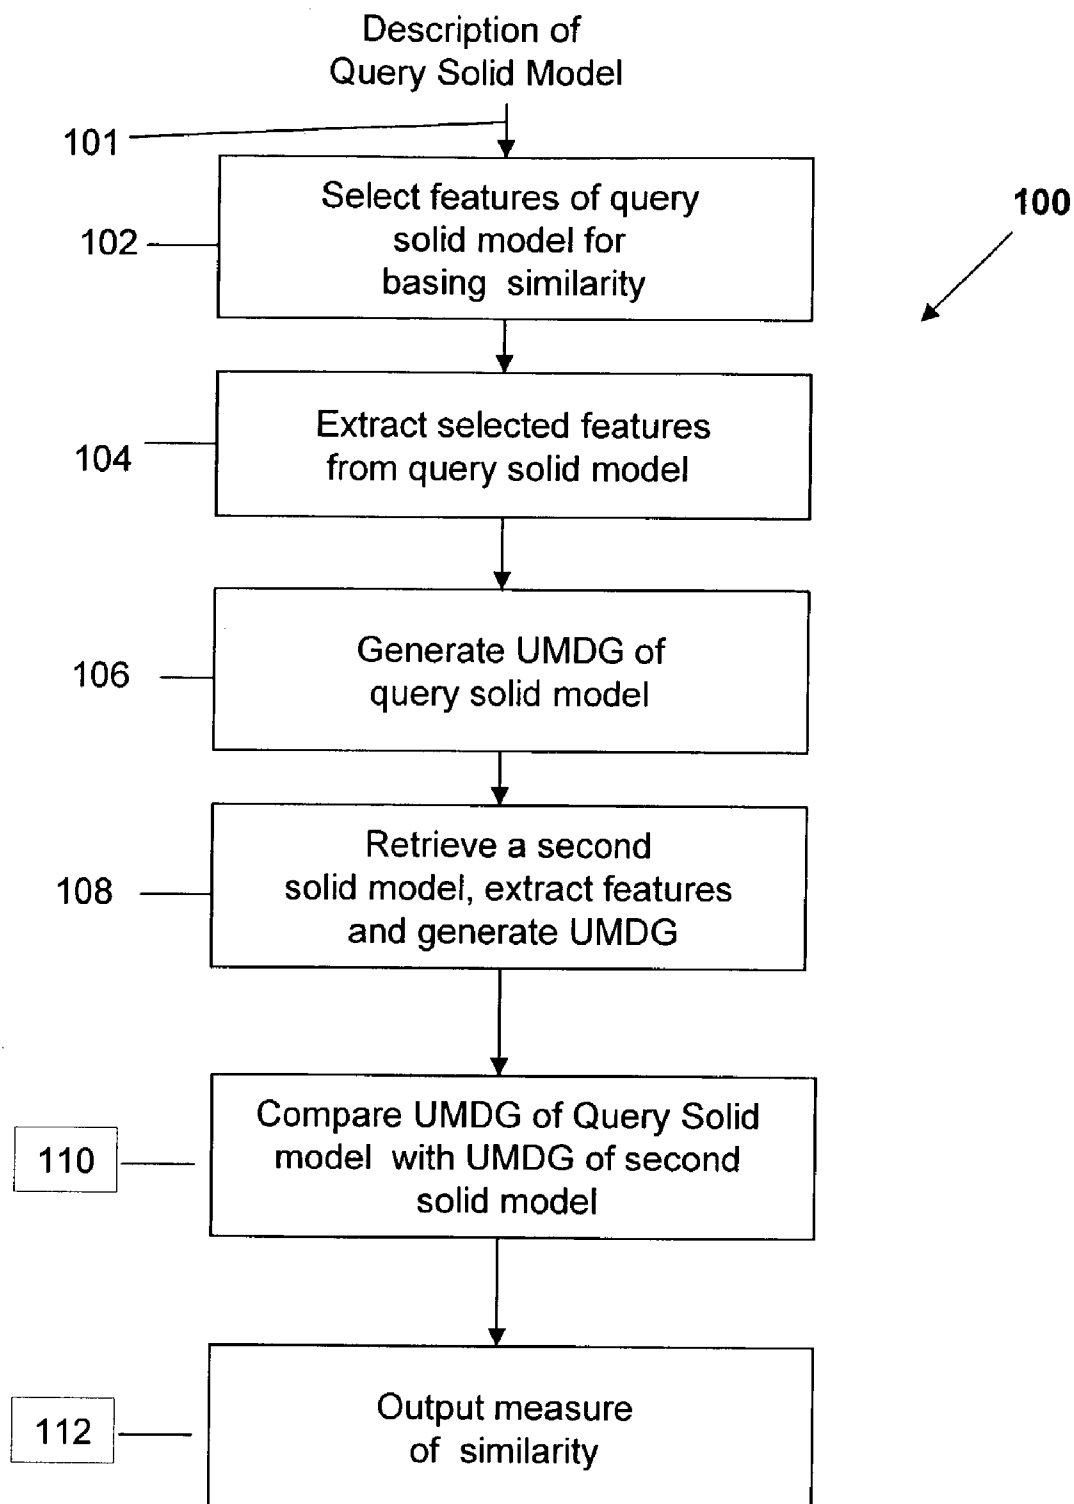 Description of
Query Solid Model
101
Select features of query
solid model for
basing similarity
102
100
Extract selected features
from query solid model
104
Generate UMDG of
query solid model
106
Retrieve a second
solid model, extract features
and generate UMDG
108
Compare UMDG of Query Solid
model with UMDG of second
solid model
110
Output measure
of similarity
112